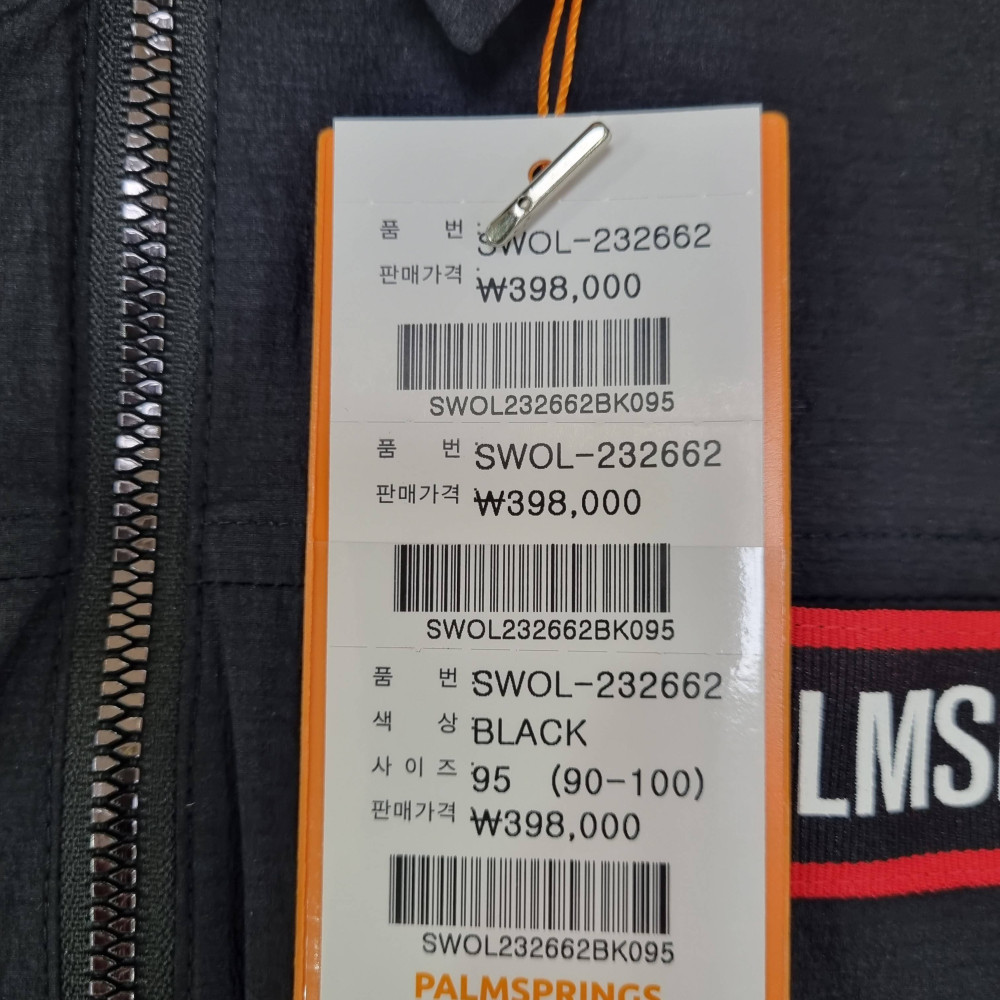 품 번 : SWOL-232662
판매가격 : ₩398,000
SWOL232662BK095
품 번 : SWOL-232662
판매가격 : ₩398,000
SWOL232662BK095
품 번 : SWOL-232662
색 상 : BLACK
사 이 즈 : 95 (90-100)
판매가격 : ₩398,000
SWOL232662BK095
PALMSPRINGS
LMS